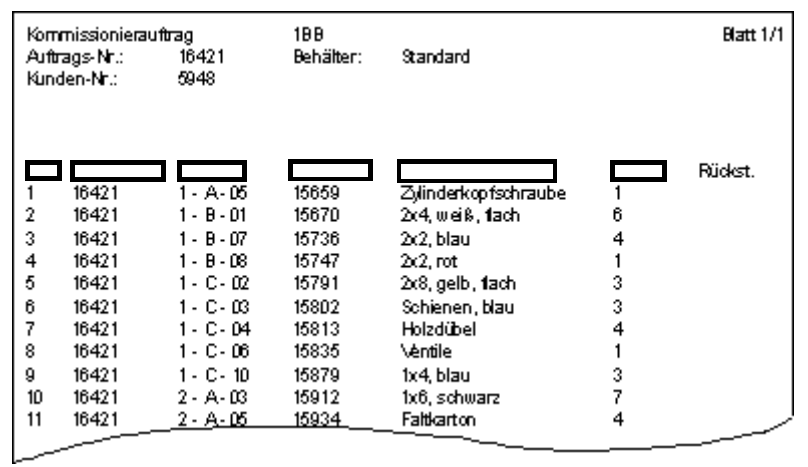 Kommissionierauftrag 1BB Blatt 1/1
Auftrags-Nr.: 16421 Behälter: Standard
Kunden-Nr.: 5948
Rückst.
1 16421 1 - A - 05 15659 Zylinderkopfschraube 1
2 16421 1 - B - 01 15670 2x4, weiß, flach 6
3 16421 1 - B - 07 15736 2x2, blau 4
4 16421 1 - B - 08 15747 2x2, rot 1
5 16421 1 - C - 02 15791 2x8, gelb, flach 3
6 16421 1 - C - 03 15802 Schienen, blau 3
7 16421 1 - C - 04 15813 Holzdübel 4
8 16421 1 - C - 06 15835 Ventile 1
9 16421 1 - C - 10 15879 1x4, blau 3
10 16421 2 - A - 03 15912 1x6, schwarz 7
11 16421 2 - A - 05 15934 Faltkarton 4